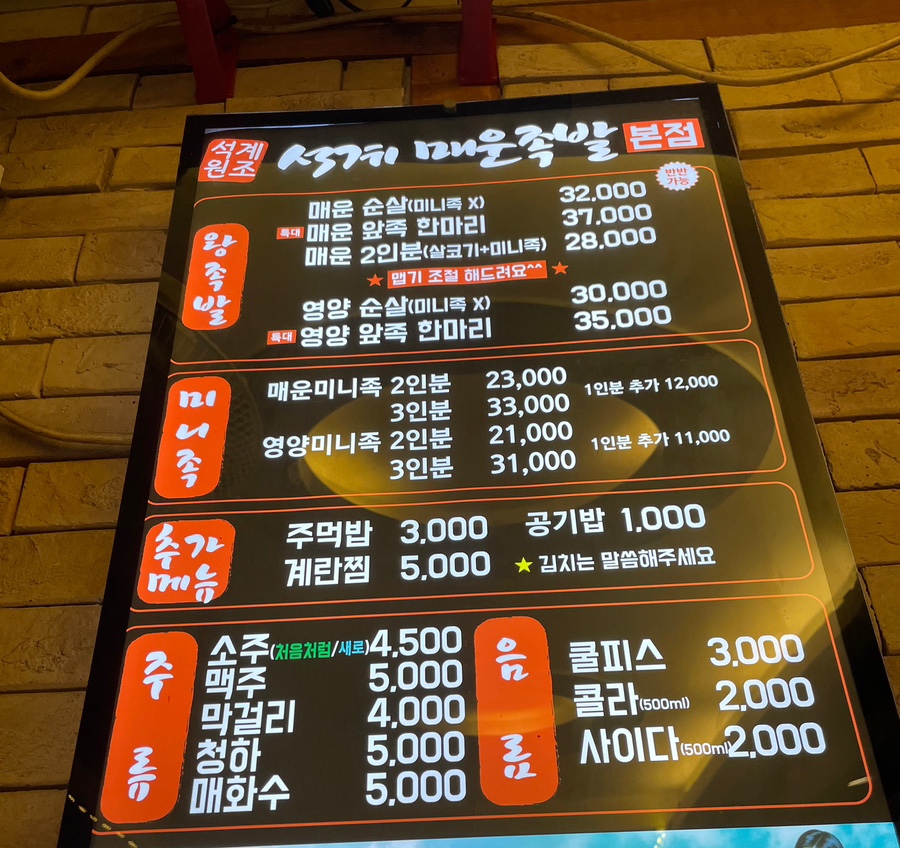 석계원조 석계 매운족발 본점
반반가능
왕족발
매운 순살(미니족 X) 32,000
특대 매운 앞족 한마리 37,000
매운 2인분(살코기+미니족) 28,000
★ 맵기 조절 해드려요^^ ★
영양 순살(미니족 X) 30,000
특대 영양 앞족 한마리 35,000
미니족
매운미니족 2인분 23,000 1인분 추가 12,000
3인분 33,000
영양미니족 2인분 21,000 1인분 추가 11,000
3인분 31,000
추가메뉴
주먹밥 3,000 공기밥 1,000
계란찜 5,000 ★ 김치는 말씀해주세요
주류
소주(처음처럼/새로) 4,500
맥주 5,000
막걸리 4,000
청하 5,000
매화수 5,000
음료
쿨피스 3,000
콜라(500ml) 2,000
사이다(500ml) 2,000